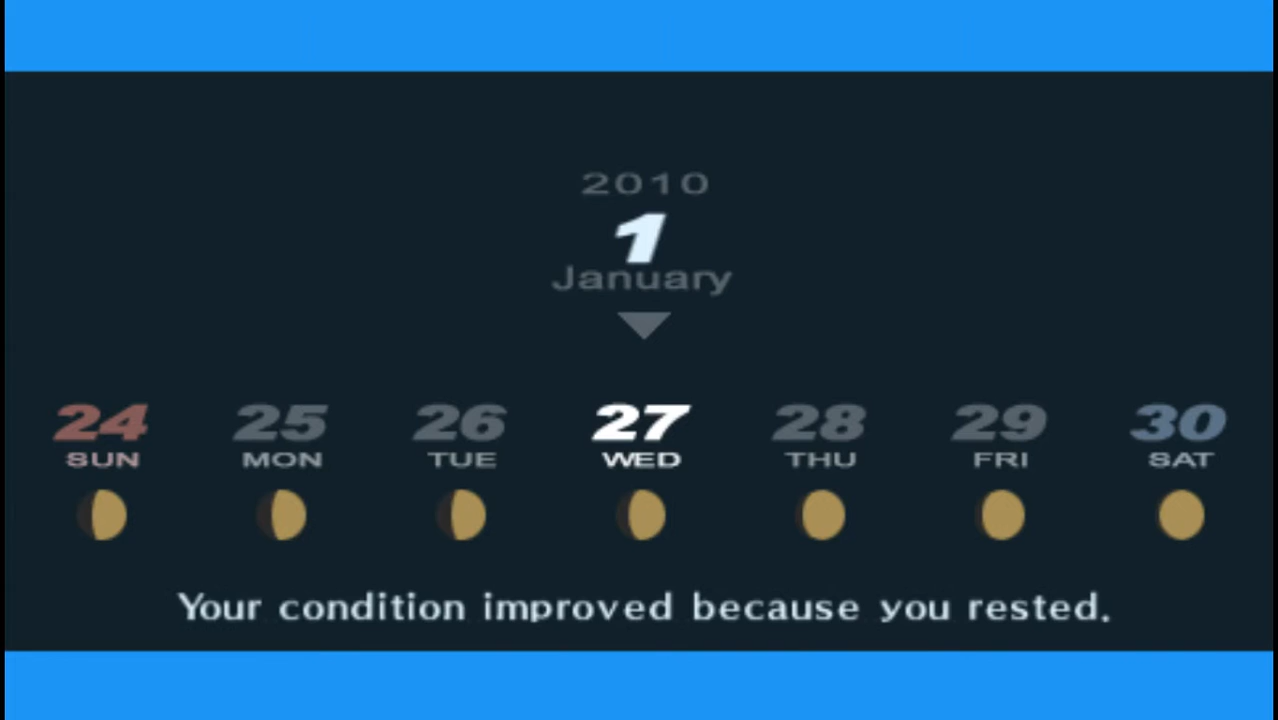 2010
1
January
24 25 26 27 28 29 30
SUN MON TUE WED THU FRI SAT
Your condition improved because you rested.